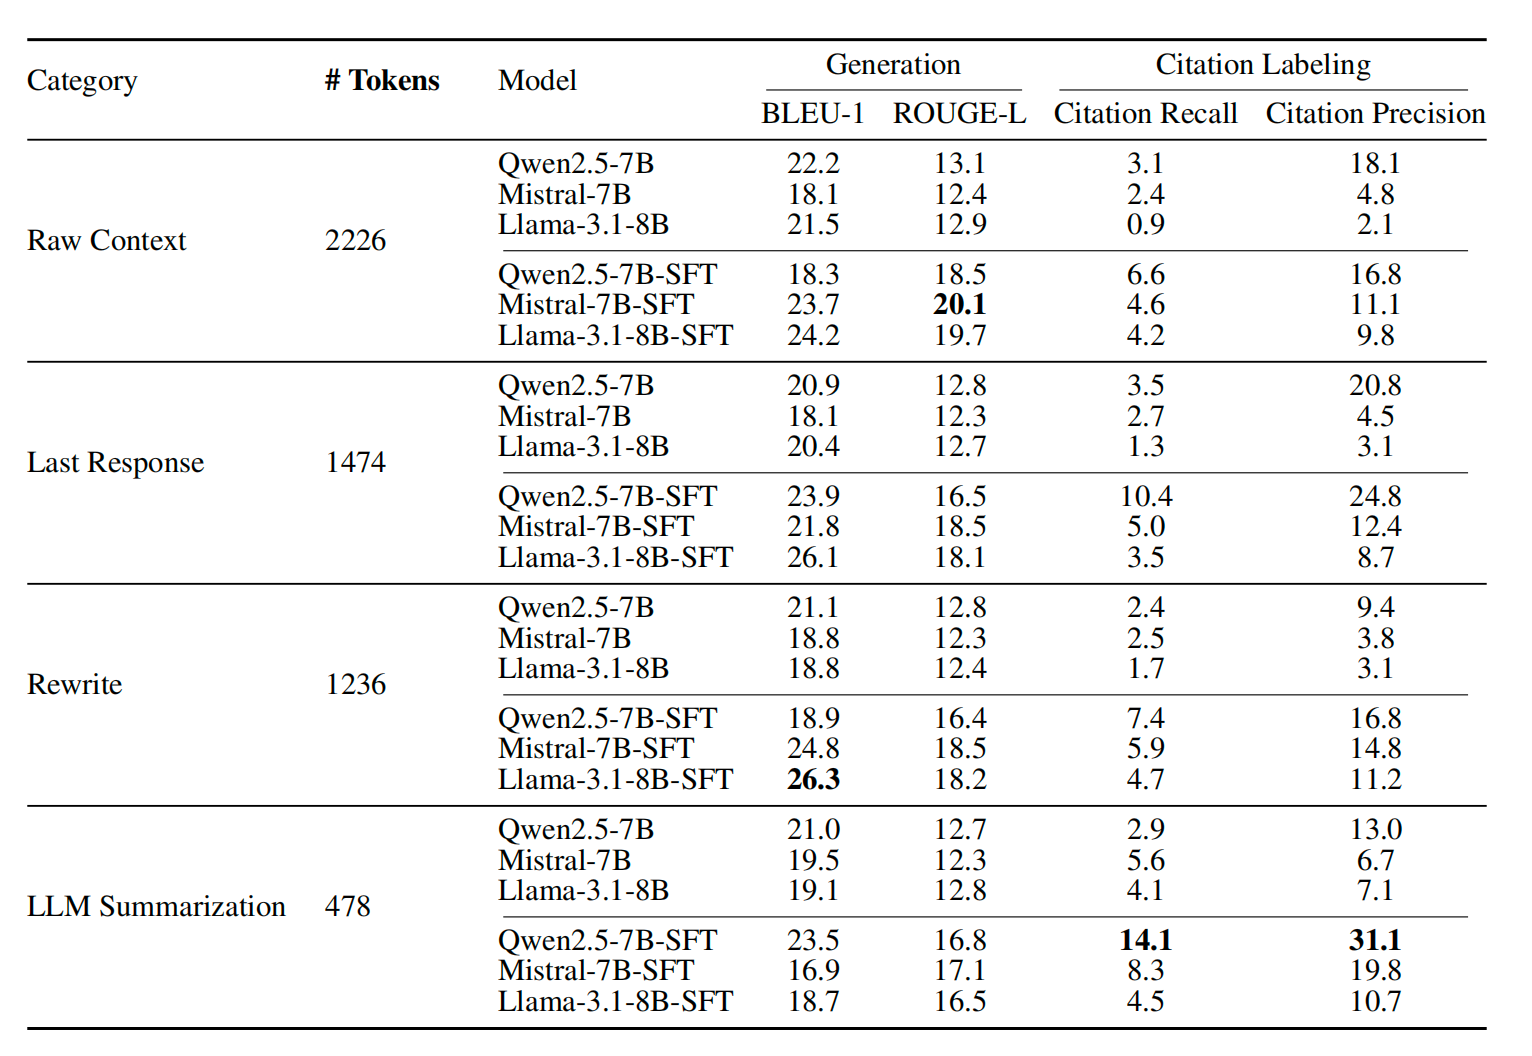 Category # Tokens Model Generation Citation Labeling
BLEU-1 ROUGE-L Citation Recall Citation Precision
Raw Context 2226
Qwen2.5-7B 22.2 13.1 3.1 18.1
Mistral-7B 18.1 12.4 2.4 4.8
Llama-3.1-8B 21.5 12.9 0.9 2.1
Qwen2.5-7B-SFT 18.3 18.5 6.6 16.8
Mistral-7B-SFT 23.7 20.1 4.6 11.1
Llama-3.1-8B-SFT 24.2 19.7 4.2 9.8
Last Response 1474
Qwen2.5-7B 20.9 12.8 3.5 20.8
Mistral-7B 18.1 12.3 2.7 4.5
Llama-3.1-8B 20.4 12.7 1.3 3.1
Qwen2.5-7B-SFT 23.9 16.5 10.4 24.8
Mistral-7B-SFT 21.8 18.5 5.0 12.4
Llama-3.1-8B-SFT 26.1 18.1 3.5 8.7
Rewrite 1236
Qwen2.5-7B 21.1 12.8 2.4 9.4
Mistral-7B 18.8 12.3 2.5 3.8
Llama-3.1-8B 18.8 12.4 1.7 3.1
Qwen2.5-7B-SFT 18.9 16.4 7.4 16.8
Mistral-7B-SFT 24.8 18.5 5.9 14.8
Llama-3.1-8B-SFT 26.3 18.2 4.7 11.2
LLM Summarization 478
Qwen2.5-7B 21.0 12.7 2.9 13.0
Mistral-7B 19.5 12.3 5.6 6.7
Llama-3.1-8B 19.1 12.8 4.1 7.1
Qwen2.5-7B-SFT 23.5 16.8 14.1 31.1
Mistral-7B-SFT 16.9 17.1 8.3 19.8
Llama-3.1-8B-SFT 18.7 16.5 4.5 10.7